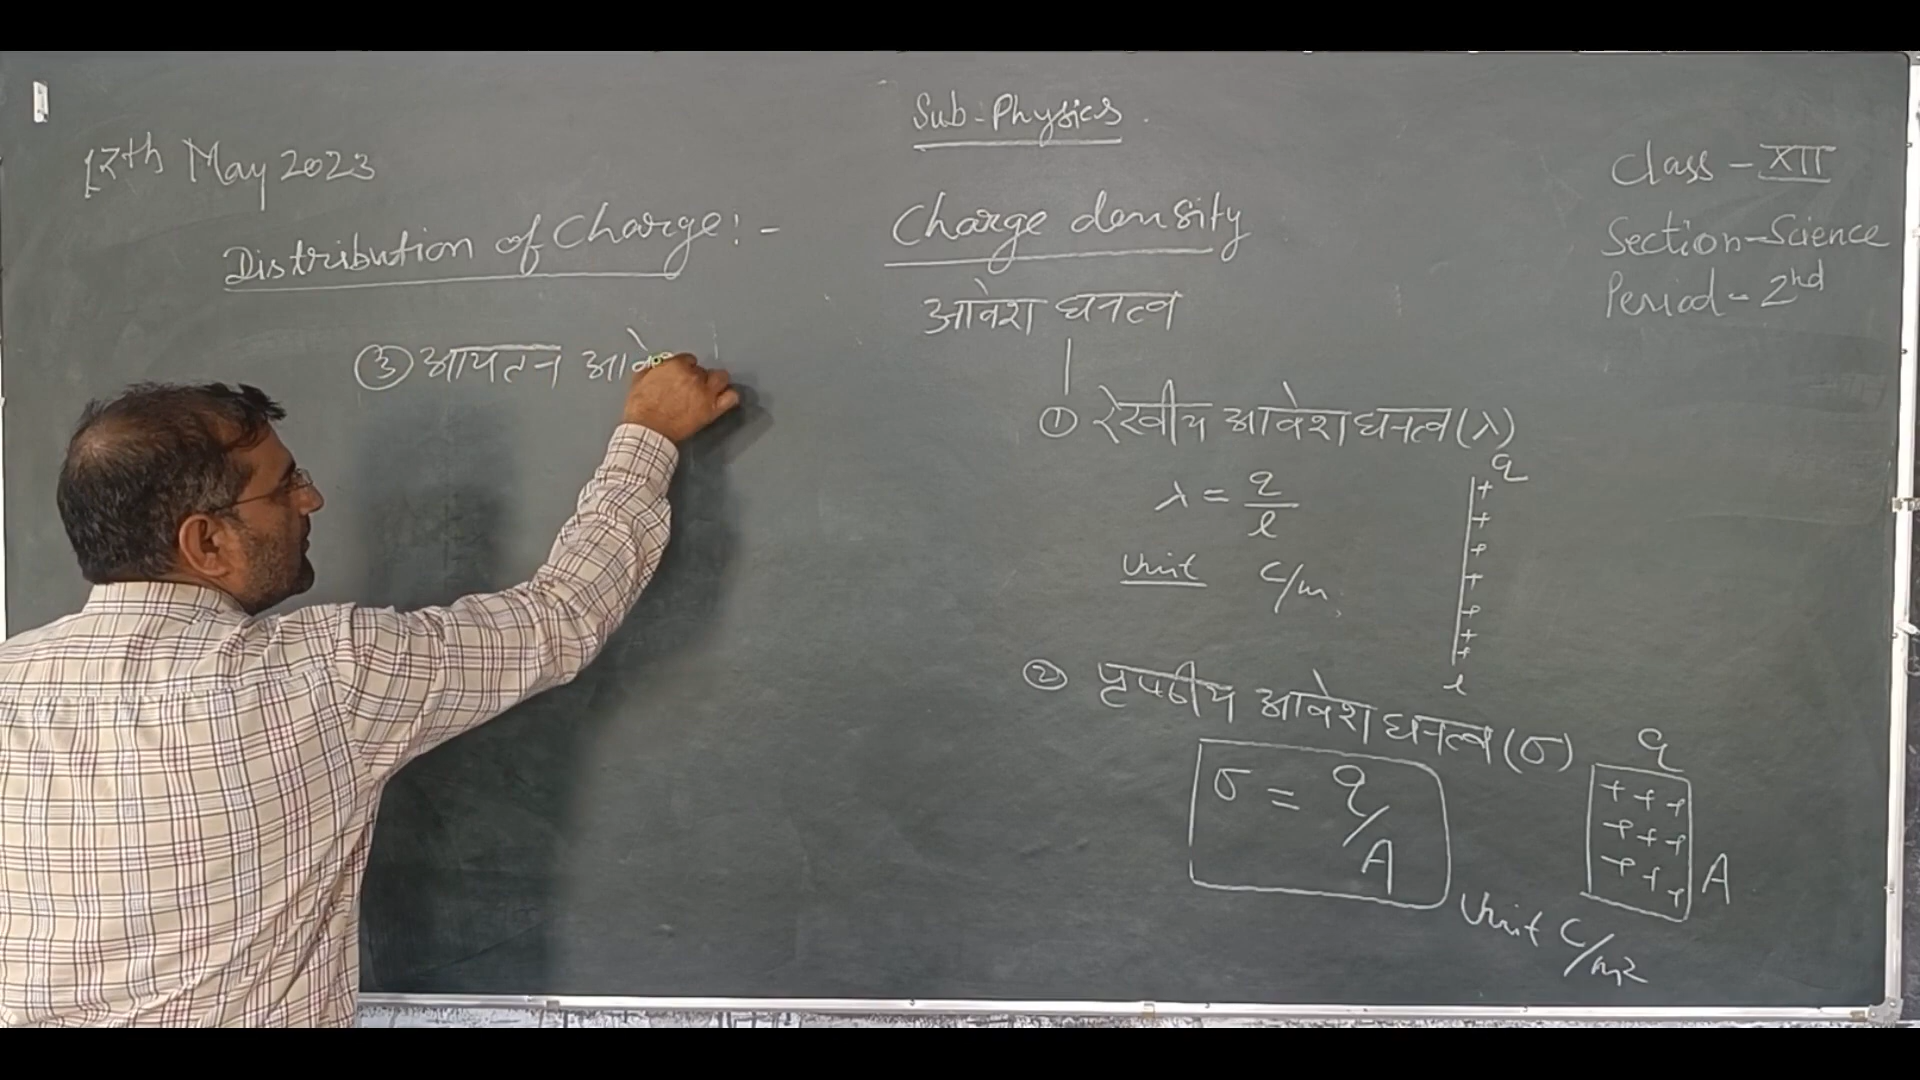 Sub-Physics.
17th May 2023
Class - XII
Section-Science
Period - 2nd
Distribution of Charge:-
Charge density
आवेश घनत्व
③ आयतन
① रेखीय आवेश घनत्व (λ)
λ = q/l
Unit C/m
q
+
+
+
+
+
+
+
l
② पृष्ठीय आवेश घनत्व (σ)
σ = q/A
q
+ + +
+ + +
+ + +
A
Unit C/m2